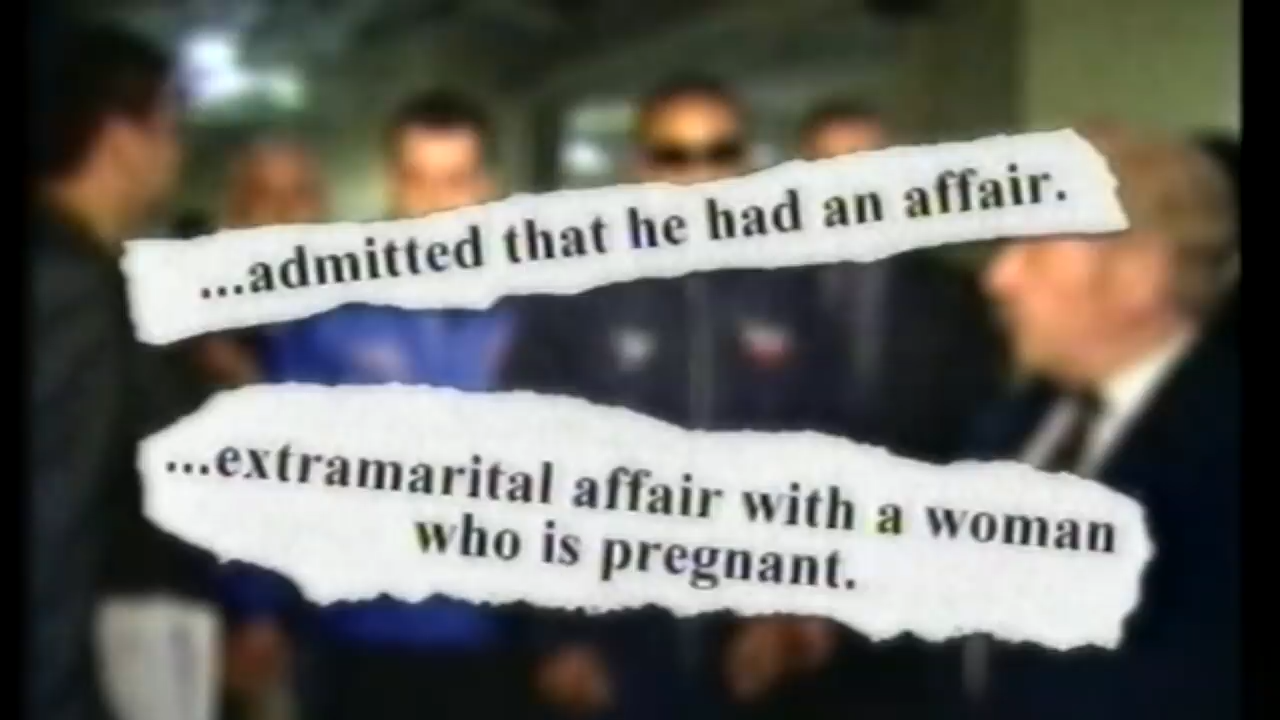 ...admitted that he had an affair.
...extramarital affair with a woman
who is pregnant.